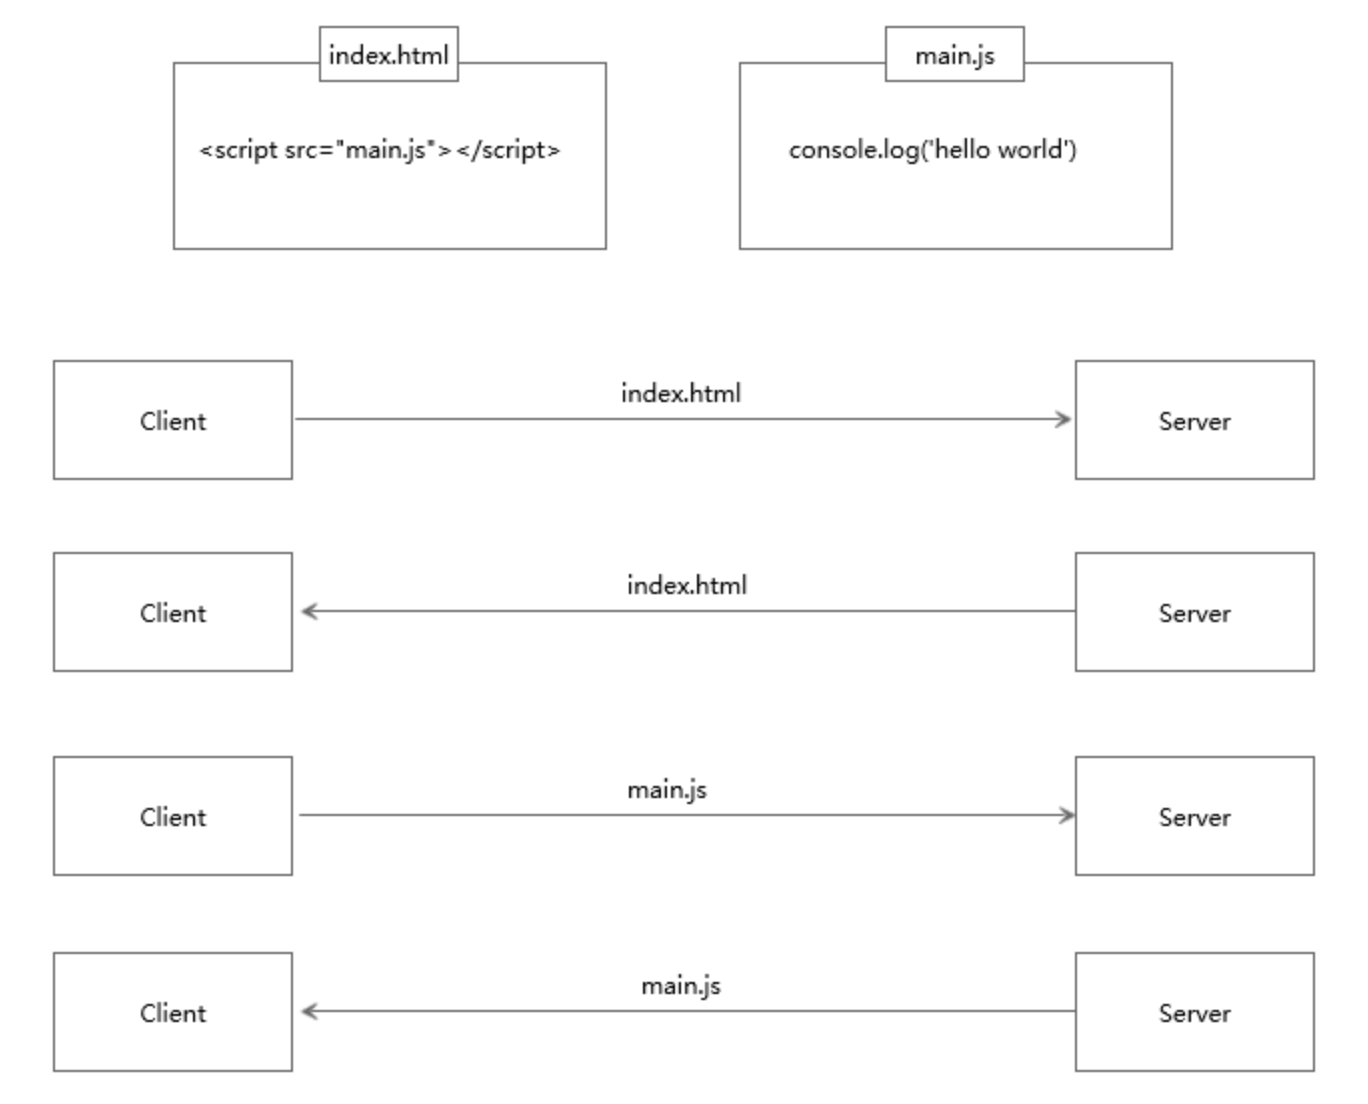 index.html
main.js
<script src="main.js"></script>
console.log('hello world')
index.html
Client
Server
index.html
Client
Server
main.js
Client
Server
main.js
Client
Server